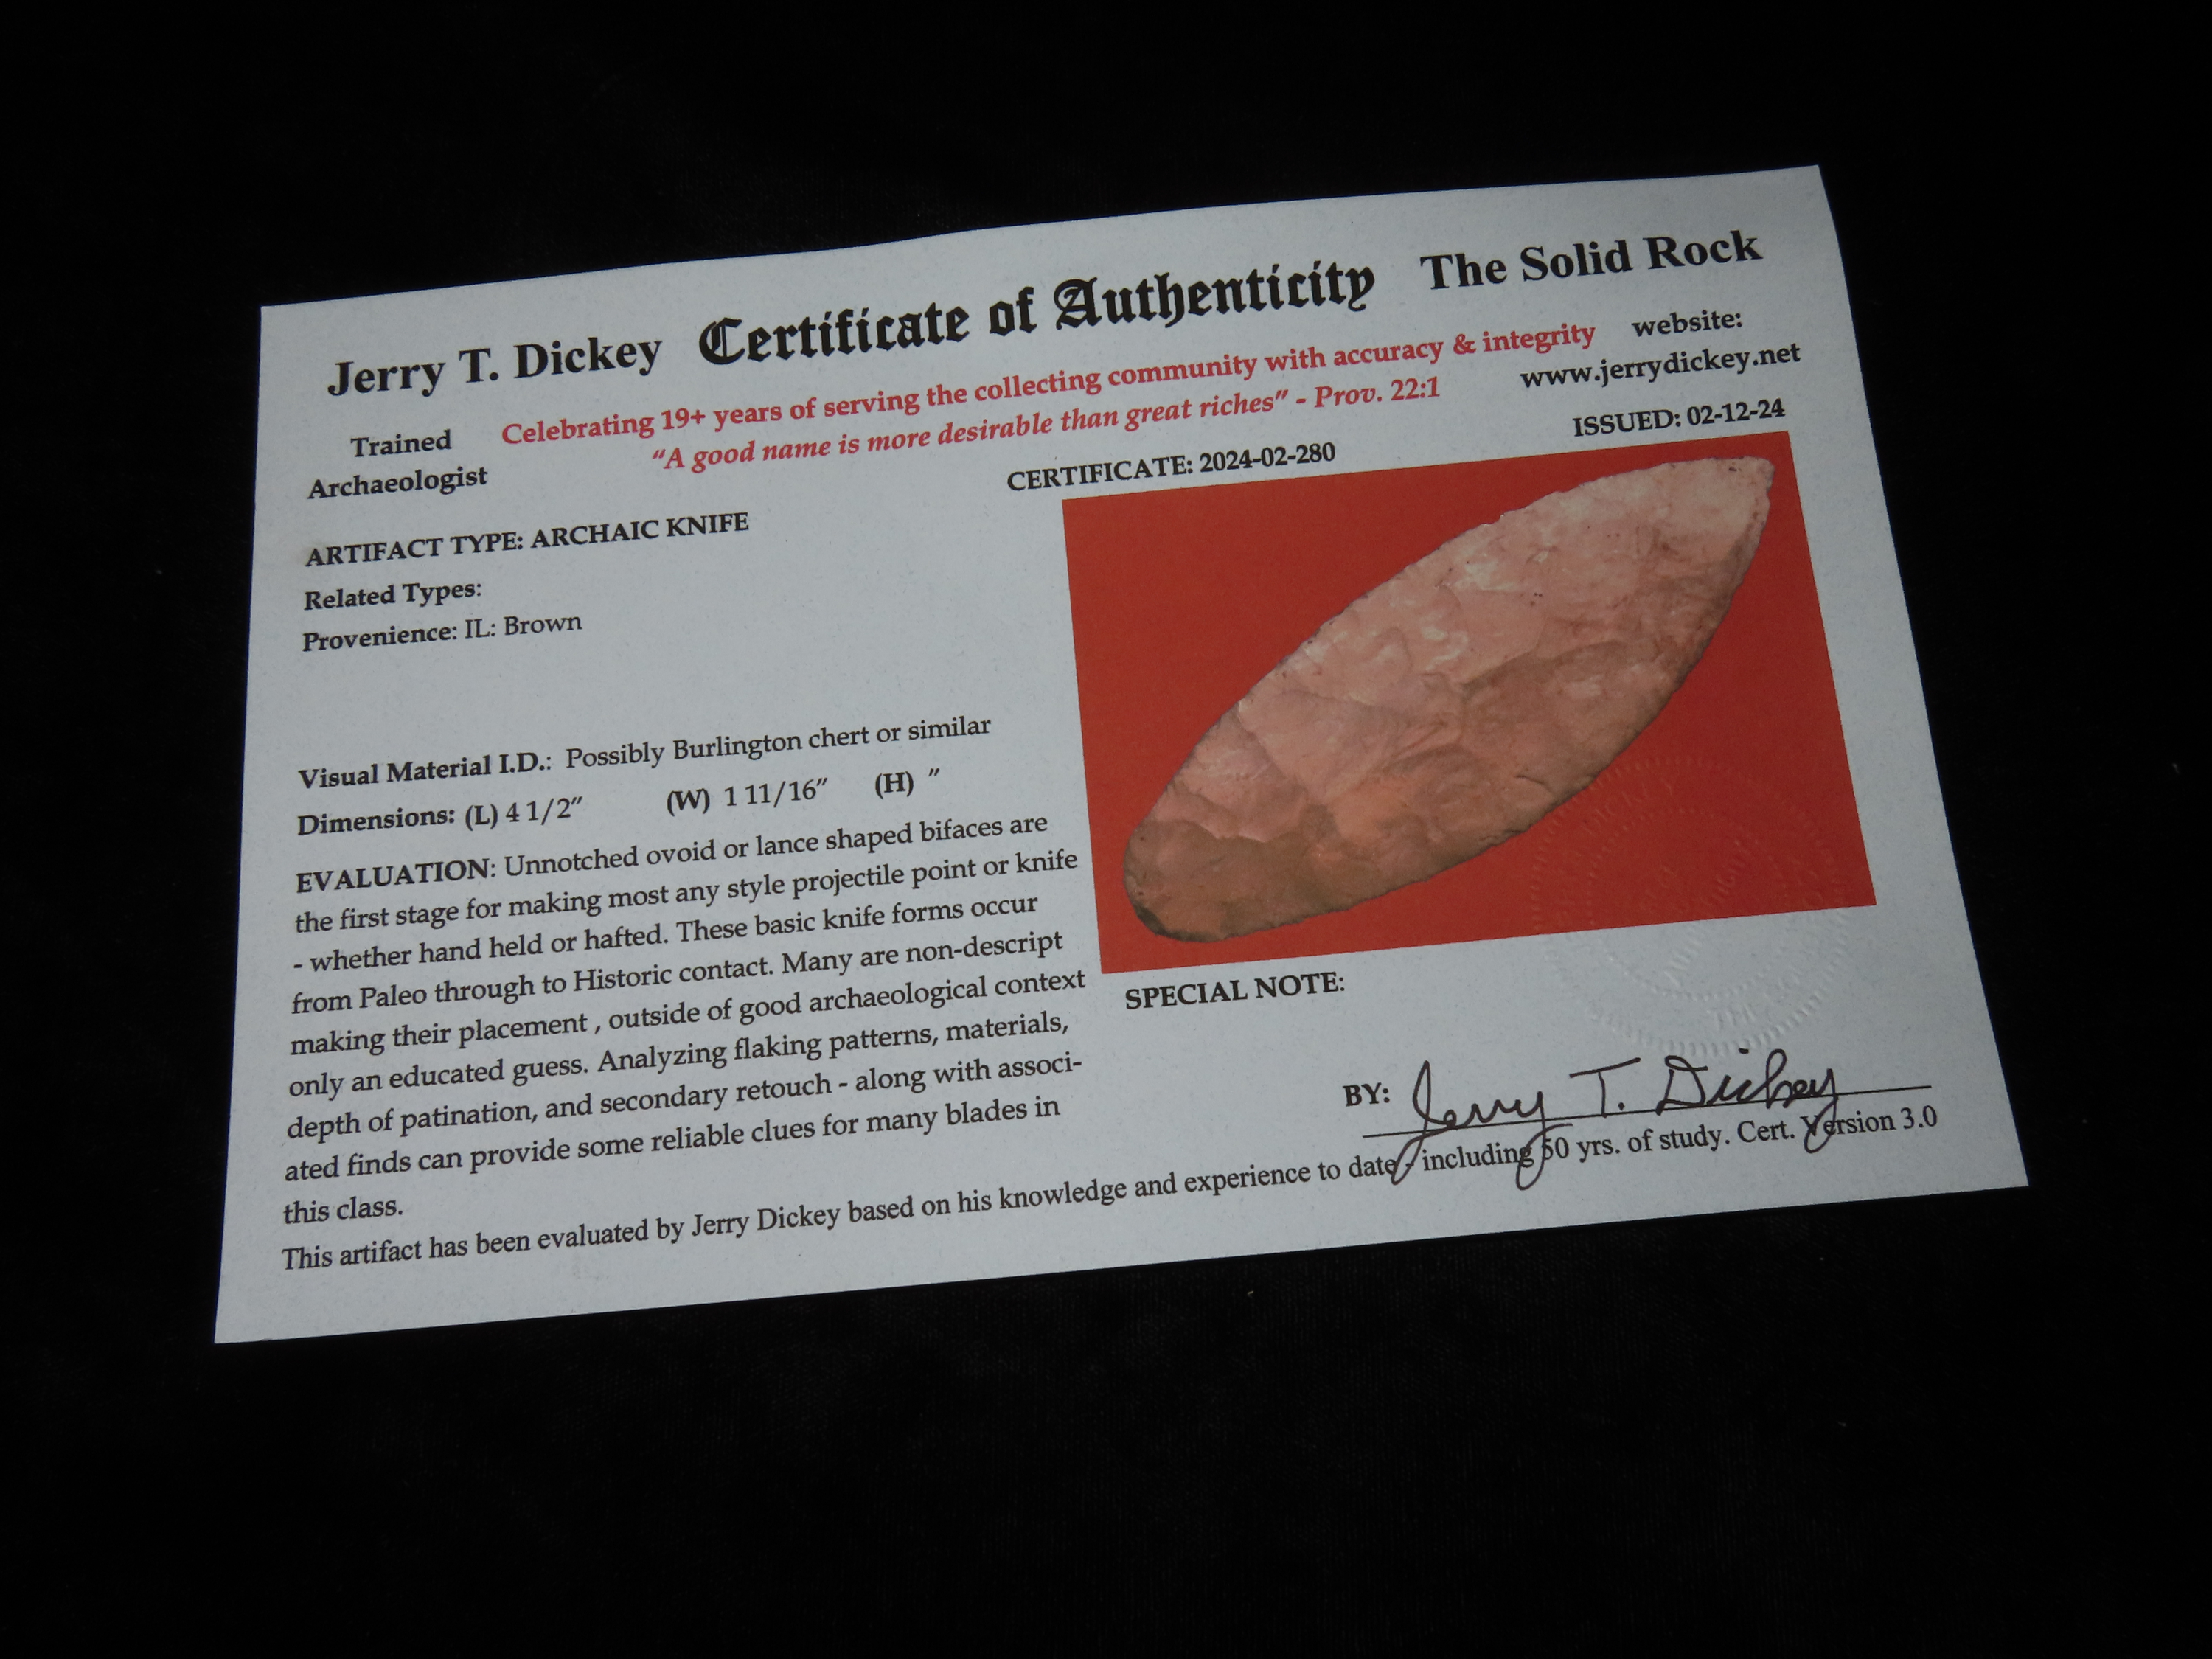 Jerry T. Dickey Certificate of Authenticity The Solid Rock
Celebrating 19+ years of serving the collecting community with accuracy & integrity
"A good name is more desirable than great riches" - Prov. 22:1
website:
www.jerrydickey.net
Trained
Archaeologist
CERTIFICATE: 2024-02-280
ISSUED: 02-12-24
ARTIFACT TYPE: ARCHAIC KNIFE
Related Types:
Provenience: IL: Brown
Visual Material I.D.: Possibly Burlington chert or similar
Dimensions: (L) 4 1/2" (W) 1 11/16" (H) "
EVALUATION: Unnotched ovoid or lance shaped bifaces are
the first stage for making most any style projectile point or knife
- whether hand held or hafted. These basic knife forms occur
from Paleo through to Historic contact. Many are non-descript
making their placement , outside of good archaeological context
only an educated guess. Analyzing flaking patterns, materials,
depth of patination, and secondary retouch - along with associ-
ated finds can provide some reliable clues for many blades in
this class.
SPECIAL NOTE:
BY: Jerry T. Dickey
This artifact has been evaluated by Jerry Dickey based on his knowledge and experience to date - including 50 yrs. of study. Cert. Version 3.0
DICKEY